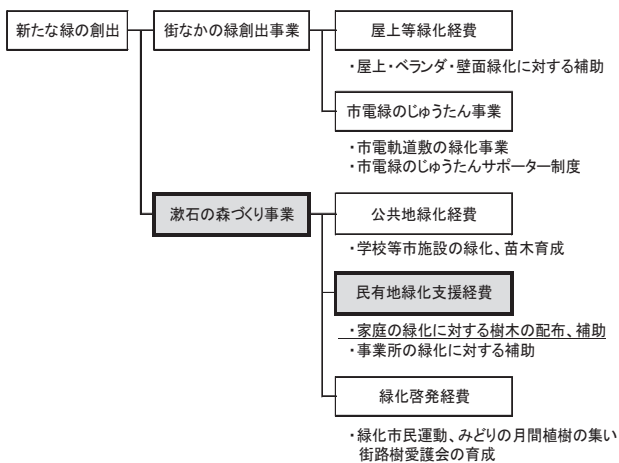 新たな緑の創出
街なかの緑創出事業
屋上等緑化経費
・屋上・ベランダ・壁面緑化に対する補助
市電緑のじゅうたん事業
・市電軌道敷の緑化事業
・市電緑のじゅうたんサポーター制度
漱石の森づくり事業
公共地緑化経費
・学校等市施設の緑化、苗木育成
民有地緑化支援経費
・家庭の緑化に対する樹木の配布、補助
・事業所の緑化に対する補助
緑化啓発経費
・緑化市民運動、みどりの月間植樹の集い
街路樹愛護会の育成